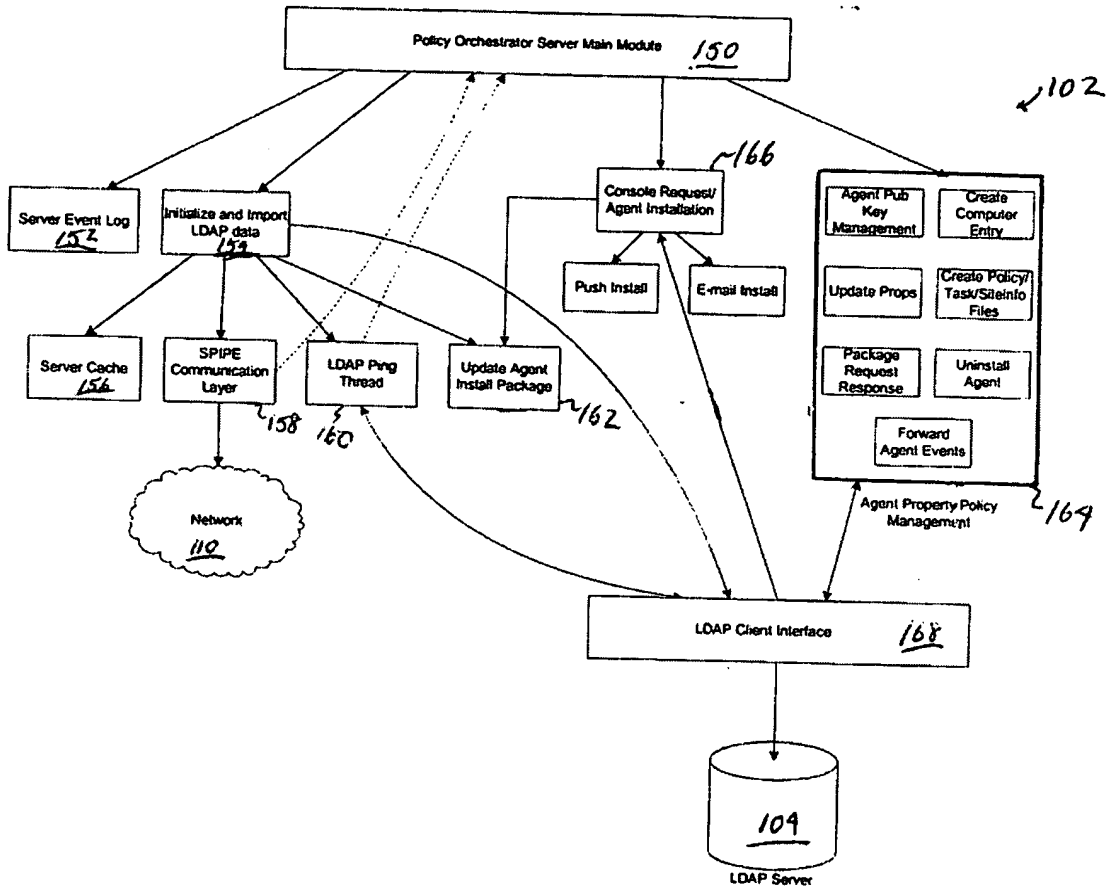 Policy Orchestrator Server Main Module 150
102
166
Server Event Log
152
Initialize and Import
LDAP data
154
Console Request/
Agent Installation
Agent Pub
Key
Management
Create
Computer
Entry
Push Install
E-mail Install
Update Props
Create Policy/
Task/SiteInfo
Files
Server Cache
156
SPIPE
Communication
Layer
158
LDAP Ping
Thread
160
Update Agent
Install Package
162
Package
Request
Response
Uninstall
Agent
Forward
Agent Events
164
Agent Property Policy
Management
Network
110
LDAP Client Interface 168
104
LDAP Server